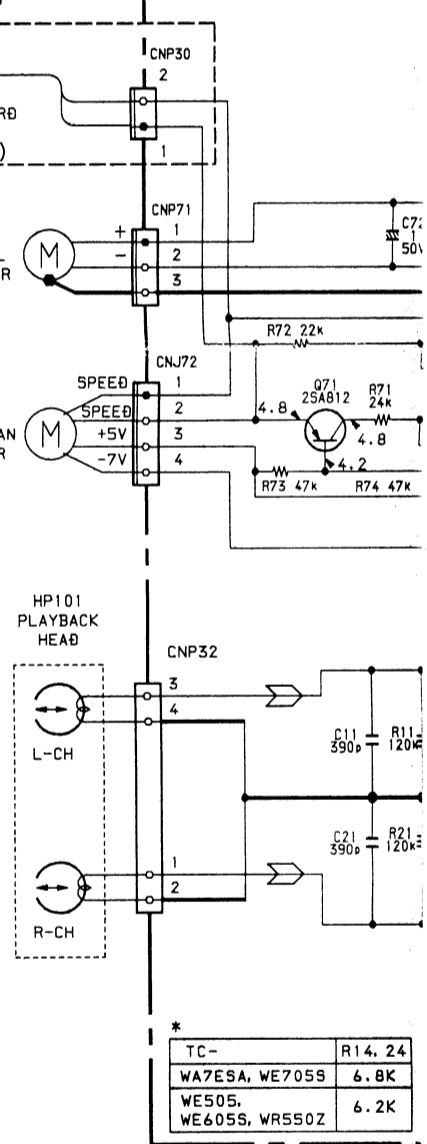 CNP30
2
RD
)
1
CNP71
+ 1
- 2
3
M
R
C72
1
50V
R72 22k
CNJ72
SPEED 1
SPEED 2
+5V 3
-7V 4
M
AN
R
Q71
2SA812
R71
24k
4.8
4.8
4.2
R73 47k
R74 47k
HP101
PLAYBACK
HEAD
CNP32
3
4
L-CH
C11
390p
R11
120k
C21
390p
R21
120k
1
2
R-CH
*
TC- R14, 24
WA7ESA, WE705S 6.8K
WE505,
WE605S, WR550Z 6.2K